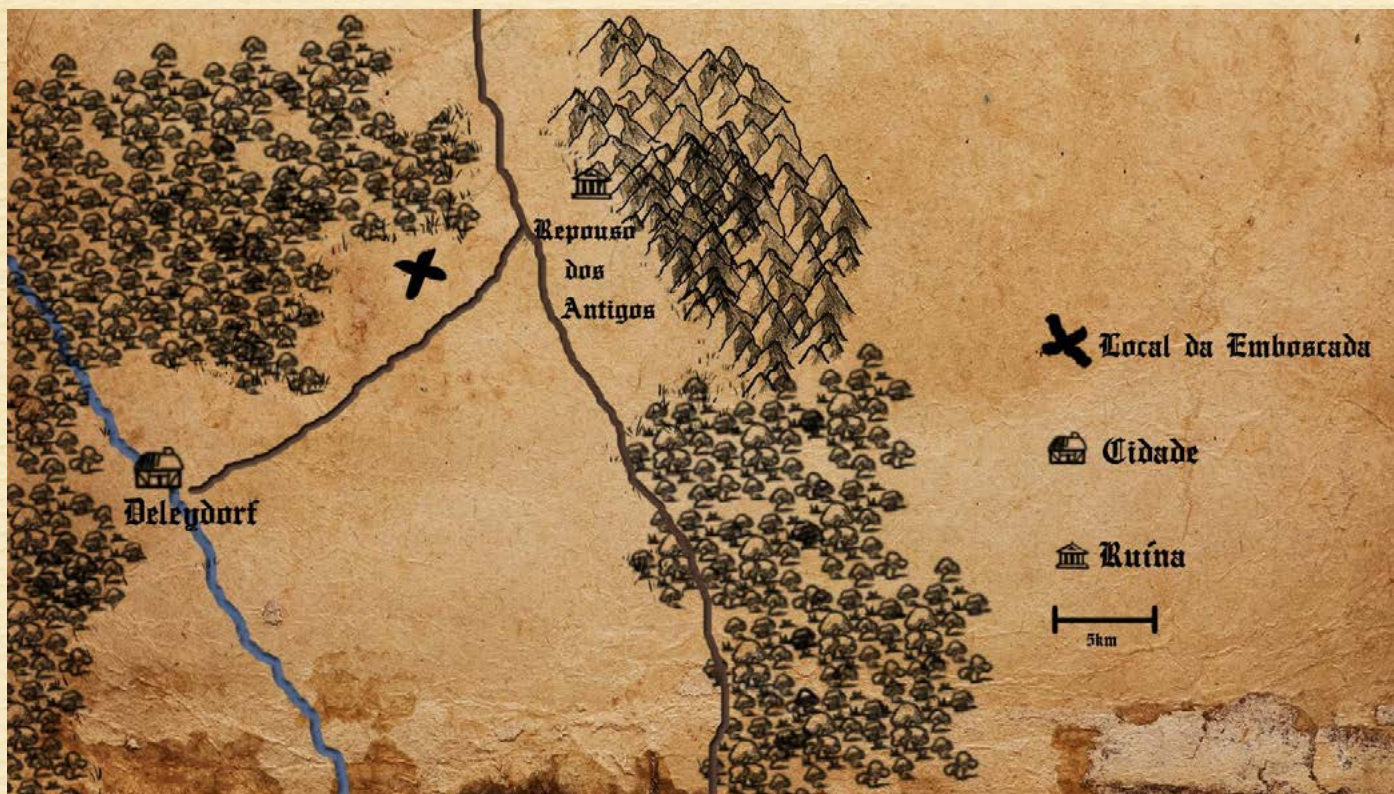 Repouso
dos
Antigos
Local da Emboscada
Cidade
Deleydorf
Ruína
5km